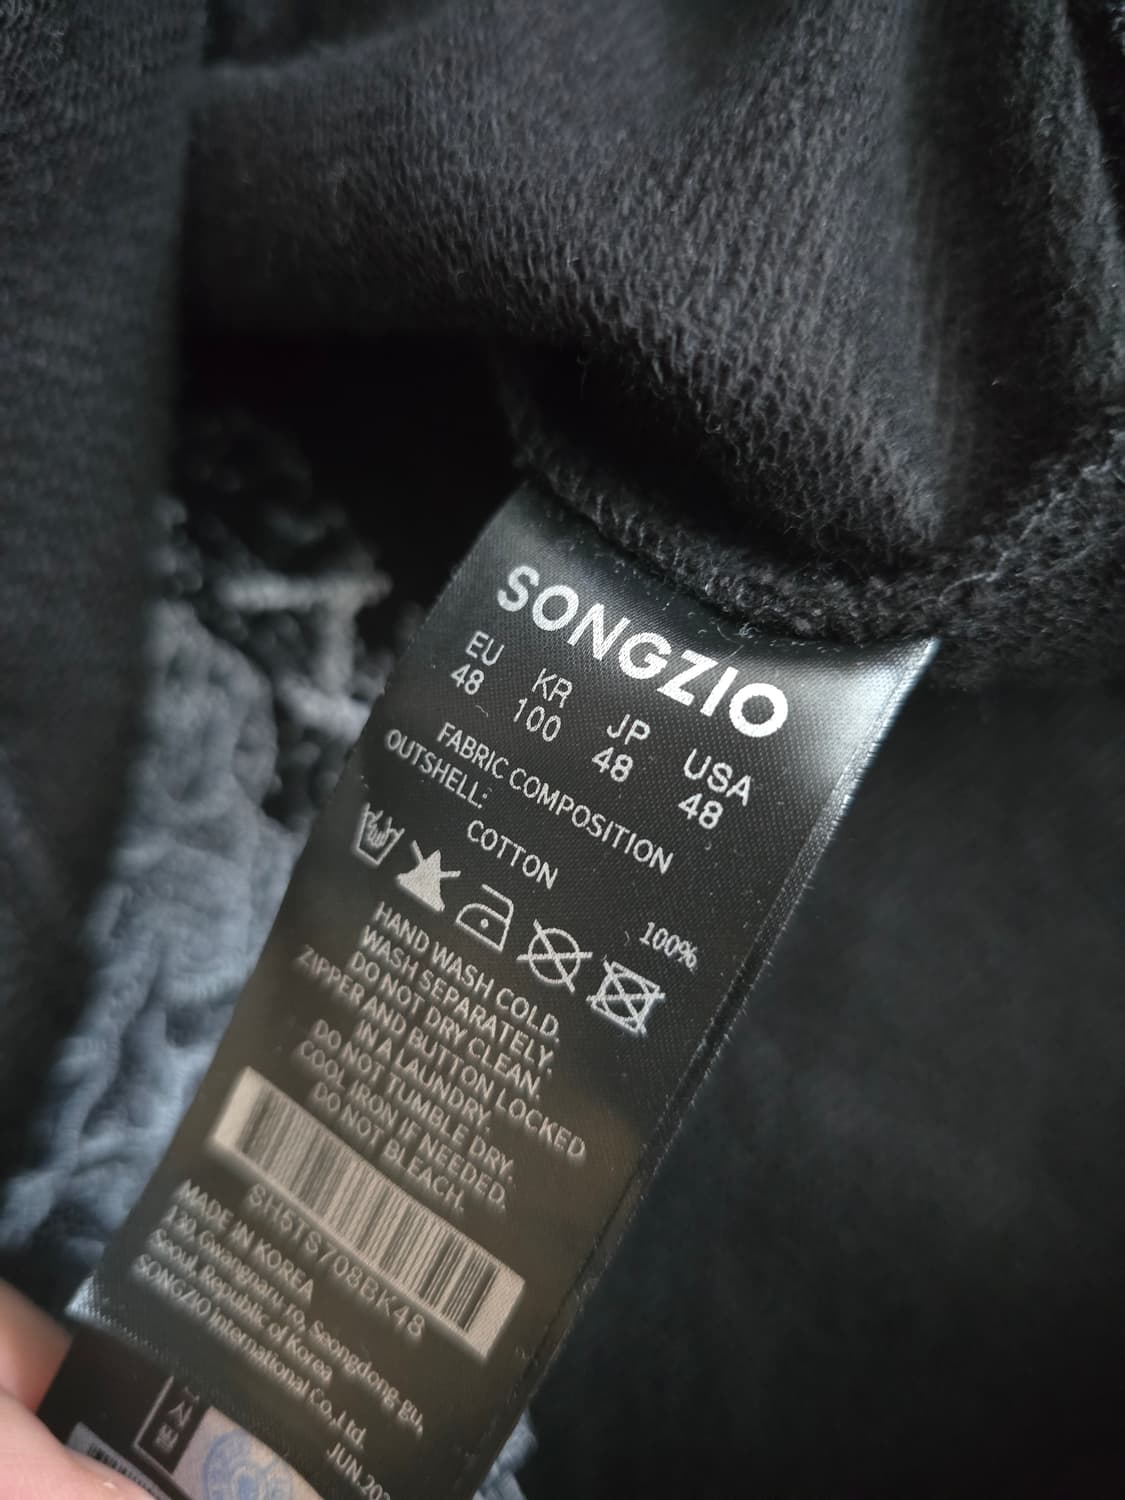 SONGZIO
EU KR JP USA
48 100 48 48
FABRIC COMPOSITION
OUTSHELL:
COTTON 100%
HAND WASH COLD.
WASH SEPARATELY.
DO NOT DRY CLEAN.
ZIPPER AND BUTTON LOCKED
IN A LAUNDRY.
DO NOT TUMBLE DRY.
COOL IRON IF NEEDED.
DO NOT BLEACH.
SH5TS708BK48
MADE IN KOREA
Gwangnaru ro, Seongdong-gu,
Seoul, Republic of Korea
SONGZIO International Co.,Ltd.
JUN.